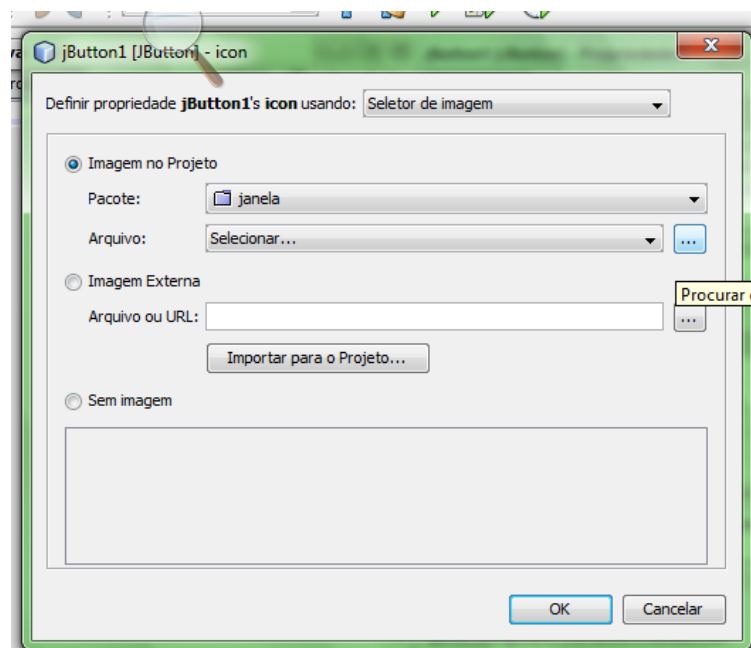 jButton1 [JButton] - icon
Definir propriedade jButton1's icon usando: Seletor de imagem
Imagem no Projeto
Pacote: janela
Arquivo: Selecionar... ...
Imagem Externa
Procurar
Arquivo ou URL: ...
Importar para o Projeto...
Sem imagem
OK Cancelar